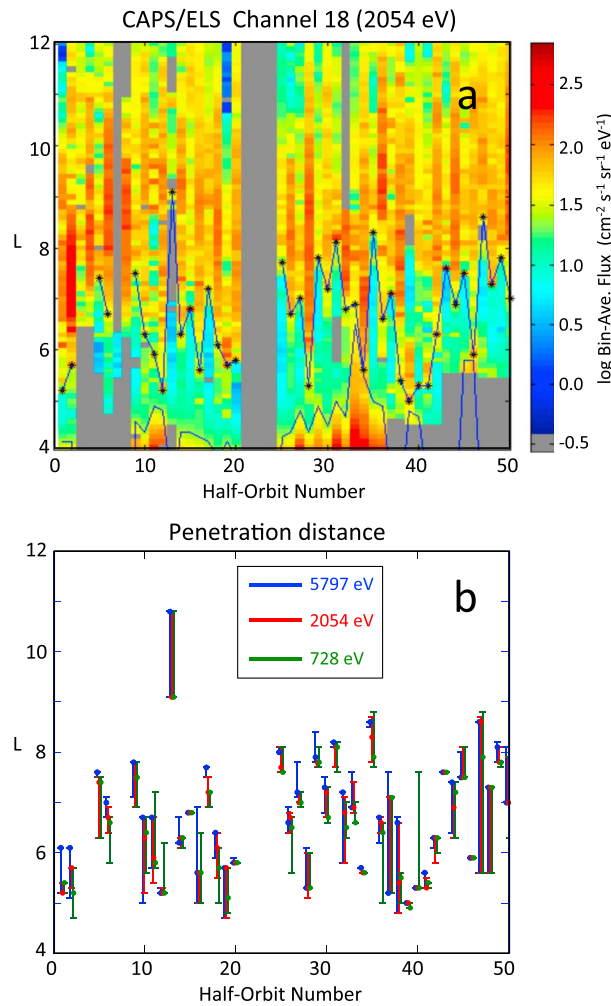 CAPS/ELS Channel 18 (2054 eV)
a
12
10
L
8
6
4
0 10 20 30 40 50
Half-Orbit Number
2.5
2.0
1.5
1.0
0.5
0.0
-0.5
log Bin-Ave. Flux (cm⁻² s⁻¹ sr⁻¹ eV⁻¹)
Penetration distance
b
5797 eV
2054 eV
728 eV
12
10
L
8
6
4
0 10 20 30 40 50
Half-Orbit Number